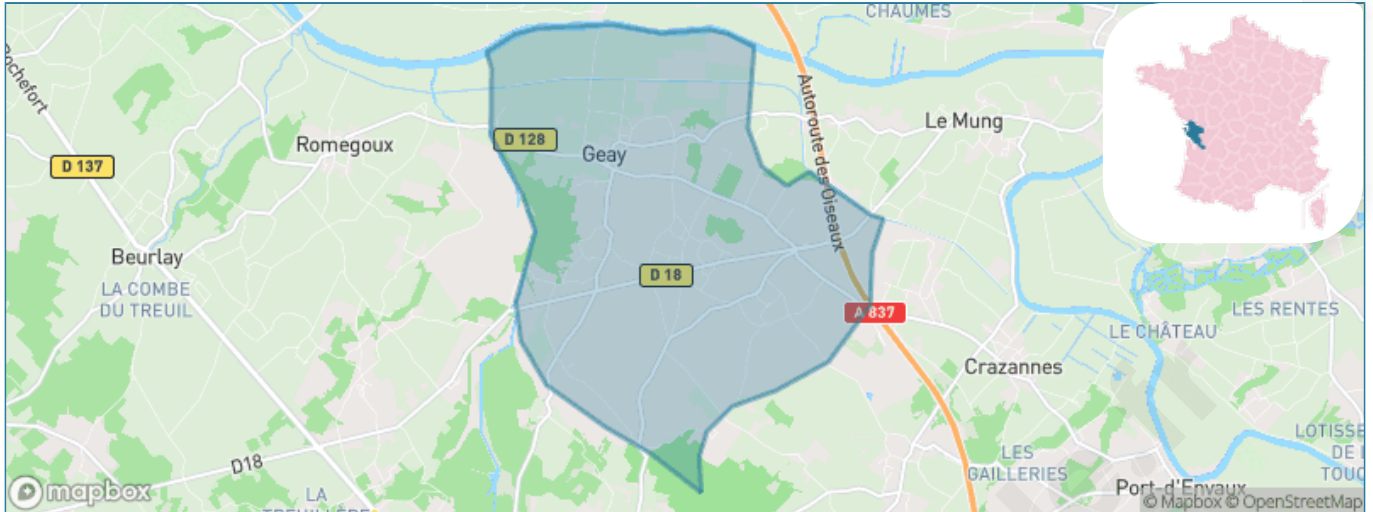 CHAUMES
Rochefort
Autoroute des Oiseaux
Le Mung
D 128
Romegoux
Geay
D 137
Beurlay
LA COMBE
DU TREUIL
D 18
LES RENTES
A 837
LE CHÂTEAU
Crazannes
LOTISSE
DE L
TOUC
D18
LES
GAILLERIES
Port-d'Envaux
mapbox
LA
TREUILLÈRE
© Mapbox © OpenStreetMap